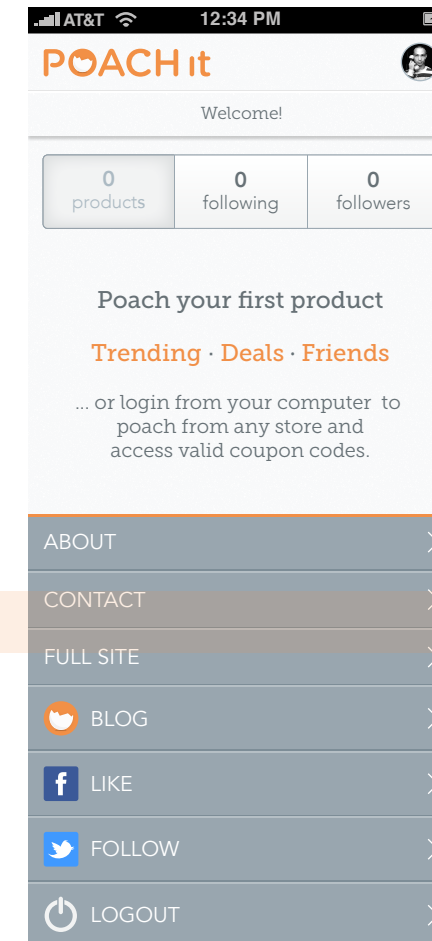 AT&T 12:34 PM
POACH it
Welcome!
0 0 0
products following followers
Poach your first product
Trending · Deals · Friends
... or login from your computer to
poach from any store and
access valid coupon codes.
ABOUT
CONTACT
FULL SITE
BLOG
f LIKE
FOLLOW
LOGOUT